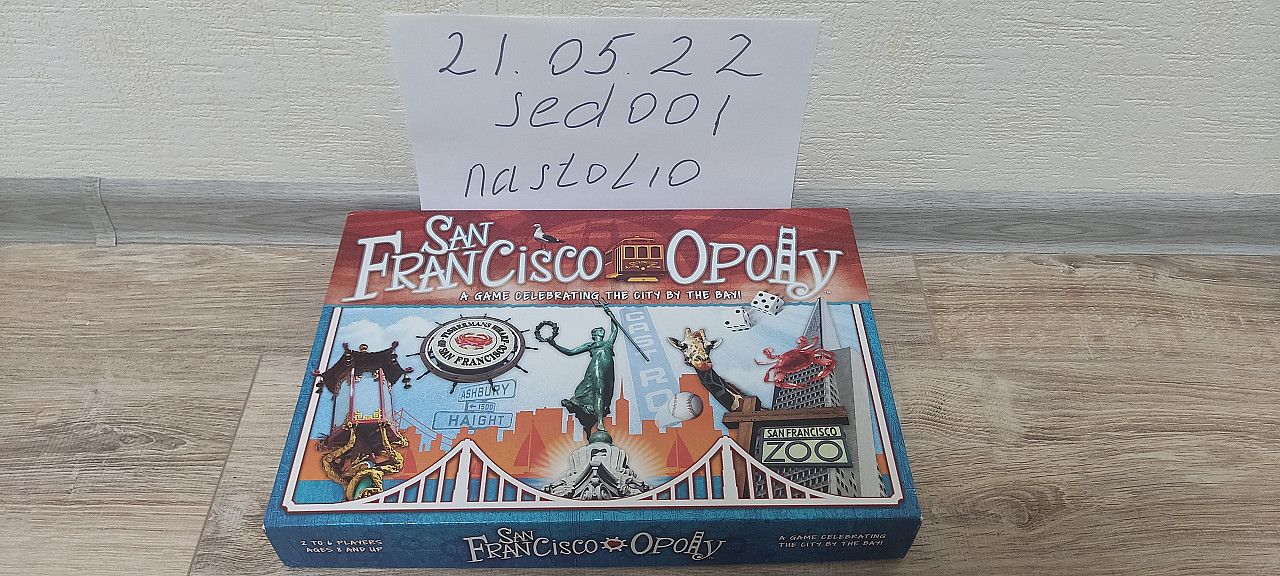 21.05.22
sed001
nastolio
SAN
FRANCISCO OPOLLY
A GAME CELEBRATING THE CITY BY THE BAY!
FISHERMAN'S WHARF
SAN FRANCISCO
CASTRO
ASHBURY
← 1500
HAIGHT
SAN FRANCISCO
ZOO
2 TO 6 PLAYERS
AGES 8 AND UP
SAN
FRANCISCO OPOLLY
A GAME CELEBRATING
THE CITY BY THE BAY!